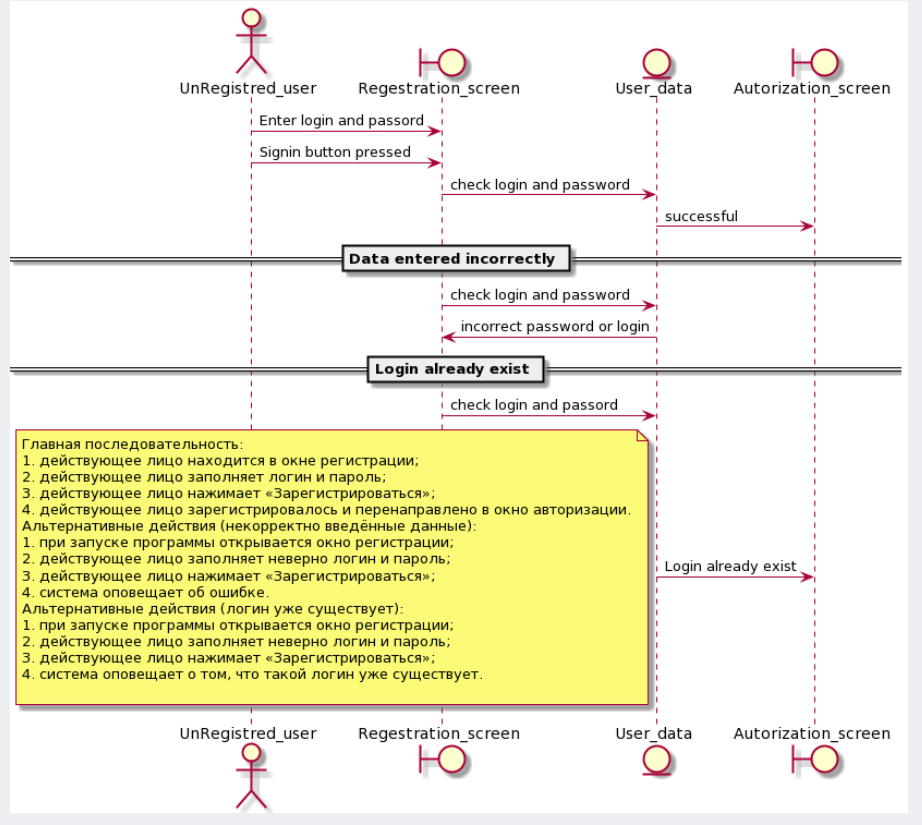 UnRegistred_user
Regestration_screen
User_data
Autorization_screen
Enter login and passord
Signin button pressed
check login and password
successful
Data entered incorrectly
check login and password
incorrect password or login
Login already exist
check login and passord
Главная последовательность:
1. действующее лицо находится в окне регистрации;
2. действующее лицо заполняет логин и пароль;
3. действующее лицо нажимает «Зарегистрироваться»;
4. действующее лицо зарегистрировалось и перенаправлено в окно авторизации.
Альтернативные действия (некорректно введённые данные):
1. при запуске программы открывается окно регистрации;
2. действующее лицо заполняет неверно логин и пароль;
3. действующее лицо нажимает «Зарегистрироваться»;
4. система оповещает об ошибке.
Альтернативные действия (логин уже существует):
1. при запуске программы открывается окно регистрации;
2. действующее лицо заполняет неверно логин и пароль;
3. действующее лицо нажимает «Зарегистрироваться»;
4. система оповещает о том, что такой логин уже существует.
Login already exist
UnRegistred_user
Regestration_screen
User_data
Autorization_screen